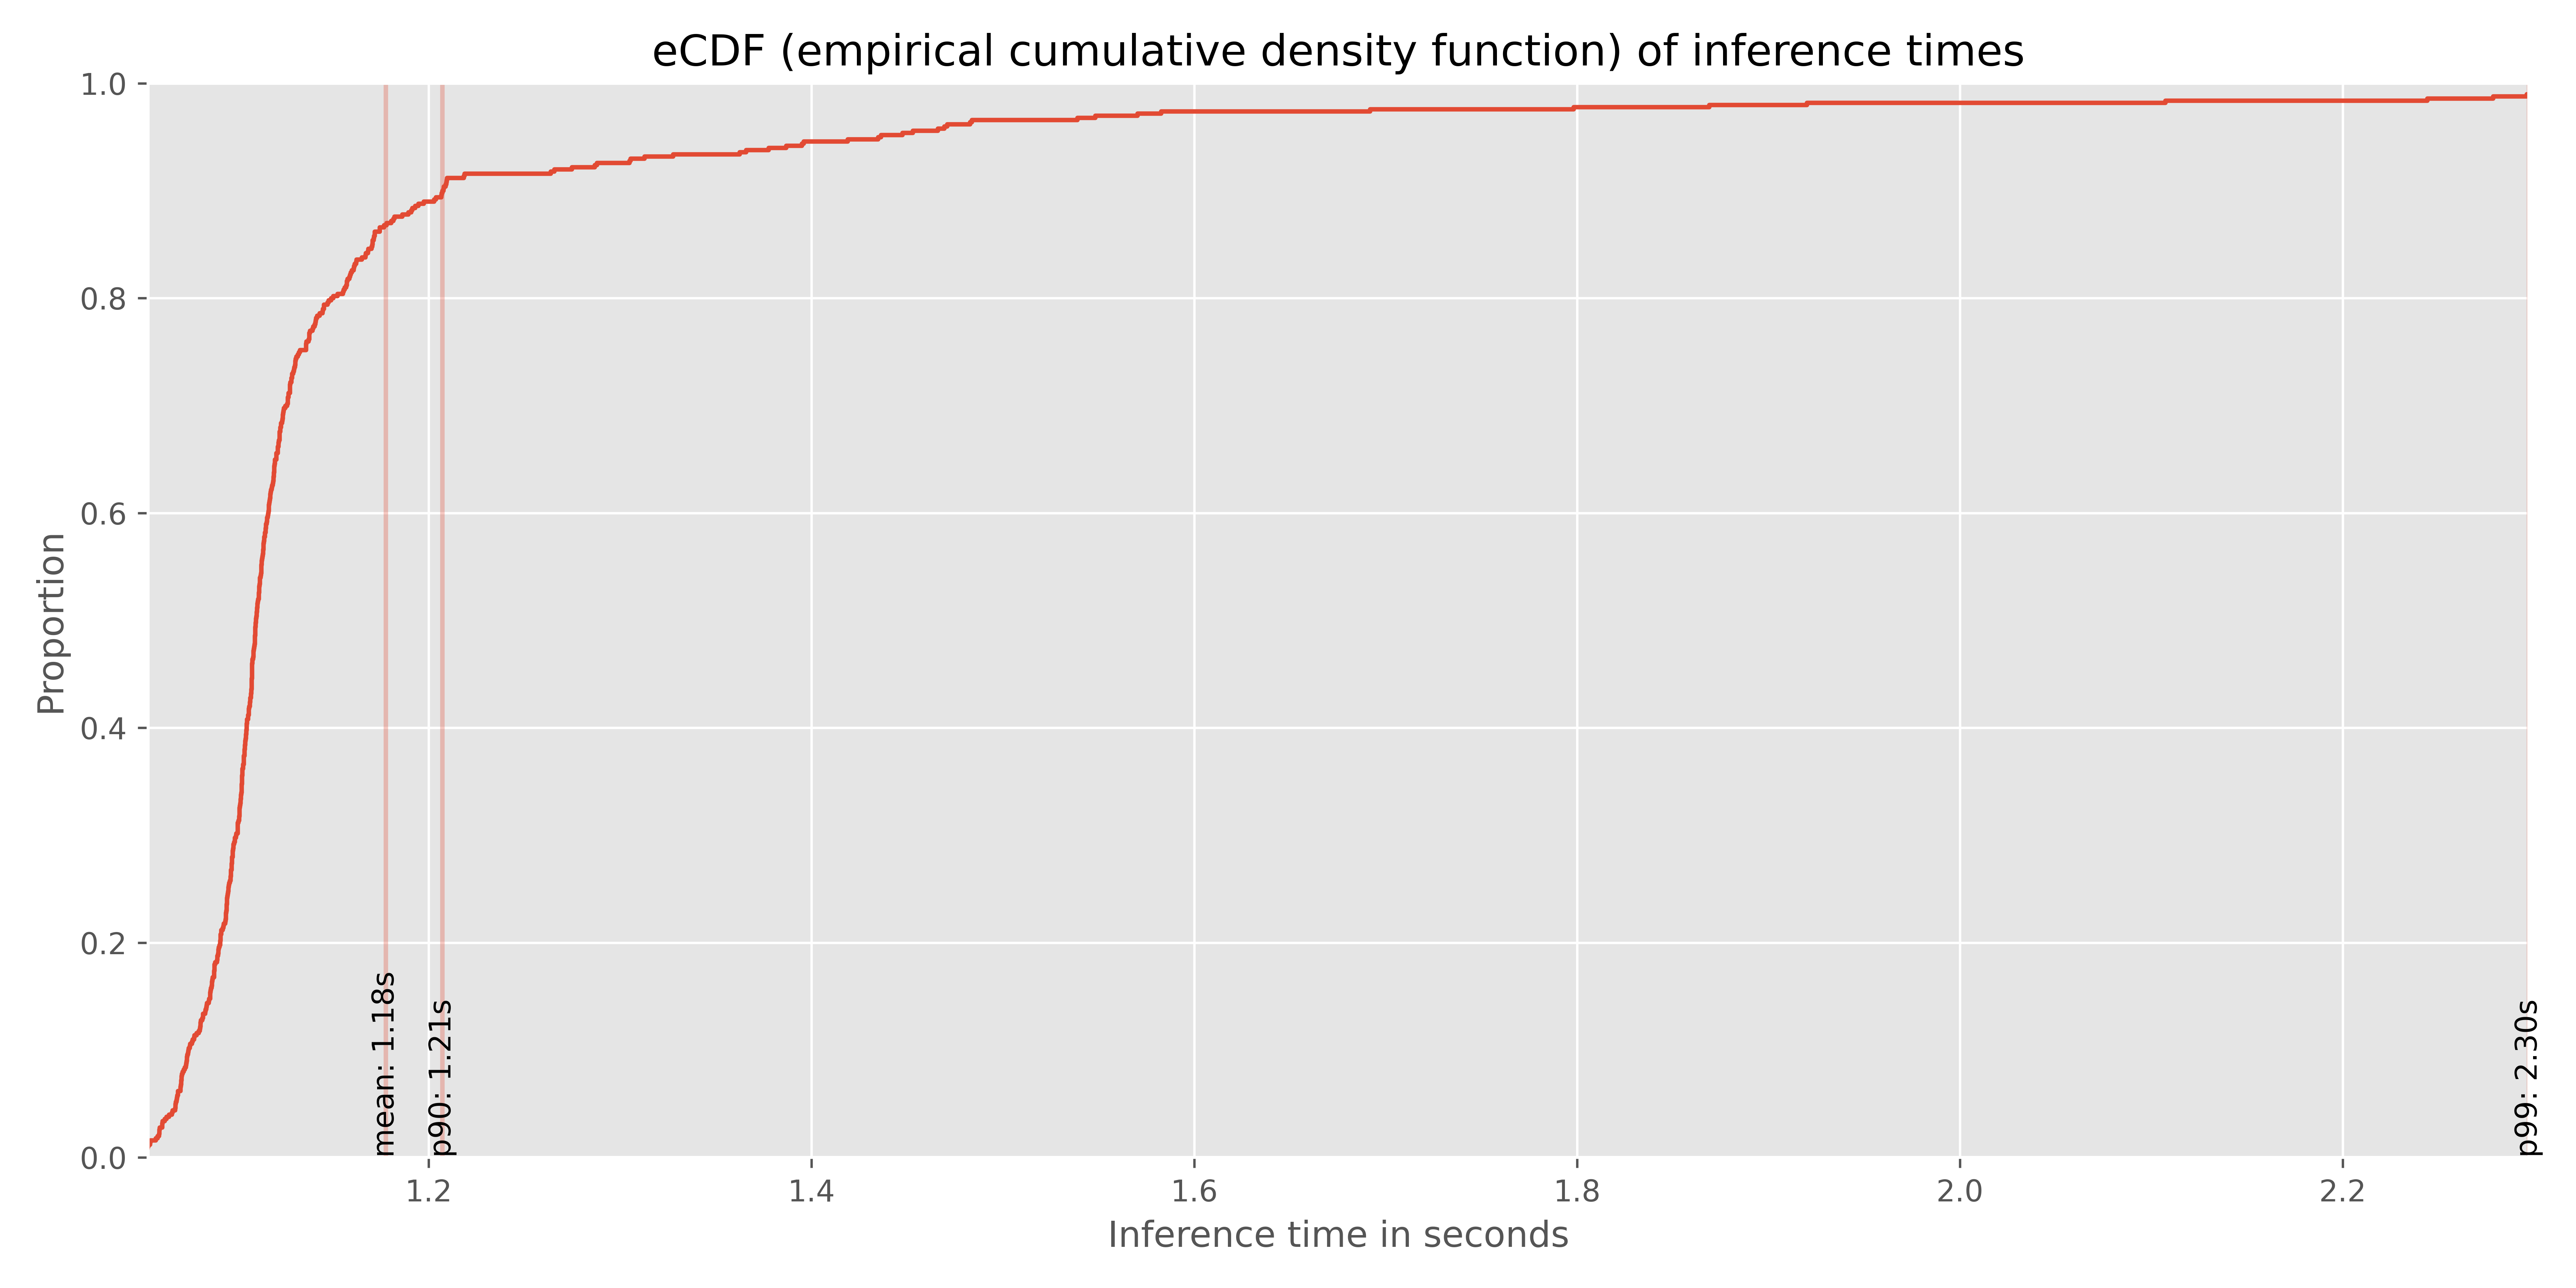 eCDF (empirical cumulative density function) of inference times
1.0
0.8
0.6
0.4
0.2
0.0
Proportion
mean: 1.18s
p90: 1.21s
p99: 2.30s
1.2
1.4
1.6
1.8
2.0
2.2
Inference time in seconds